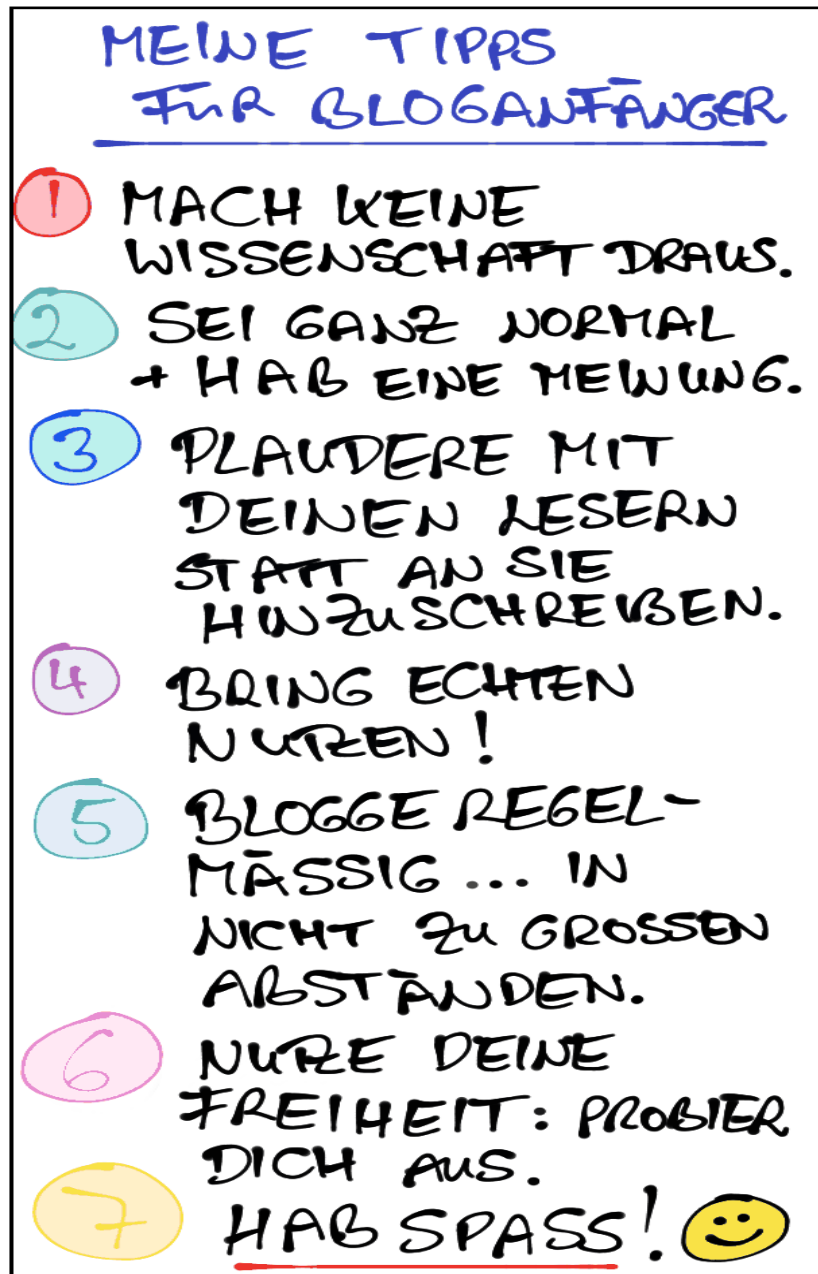 MEINE TIPPS
FÜR BLOGANFÄNGER
1 MACH KEINE
WISSENSCHAFT DRAUS.
2 SEI GANZ NORMAL
+ HAB EINE MEINUNG.
3 PLAUDERE MIT
DEINEN LESERN
STATT AN SIE
HINZUSCHREIBEN.
4 BRING ECHTEN
NUTZEN!
5 BLOGGE REGEL-
MÄSSIG ... IN
NICHT ZU GROSSEN
ABSTÄNDEN.
6 NUTZE DEINE
FREIHEIT: PROBIER
DICH AUS.
7 HAB SPASS!